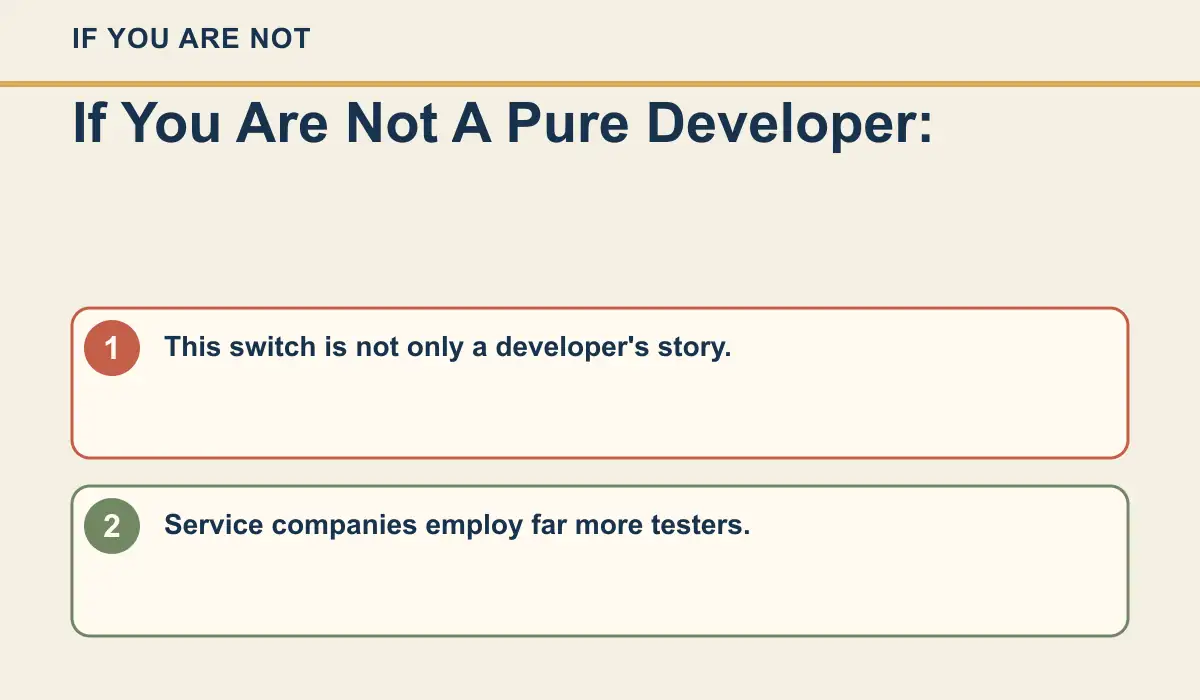 IF YOU ARE NOT
If You Are Not A Pure Developer:
1
This switch is not only a developer's story.
2
Service companies employ far more testers.